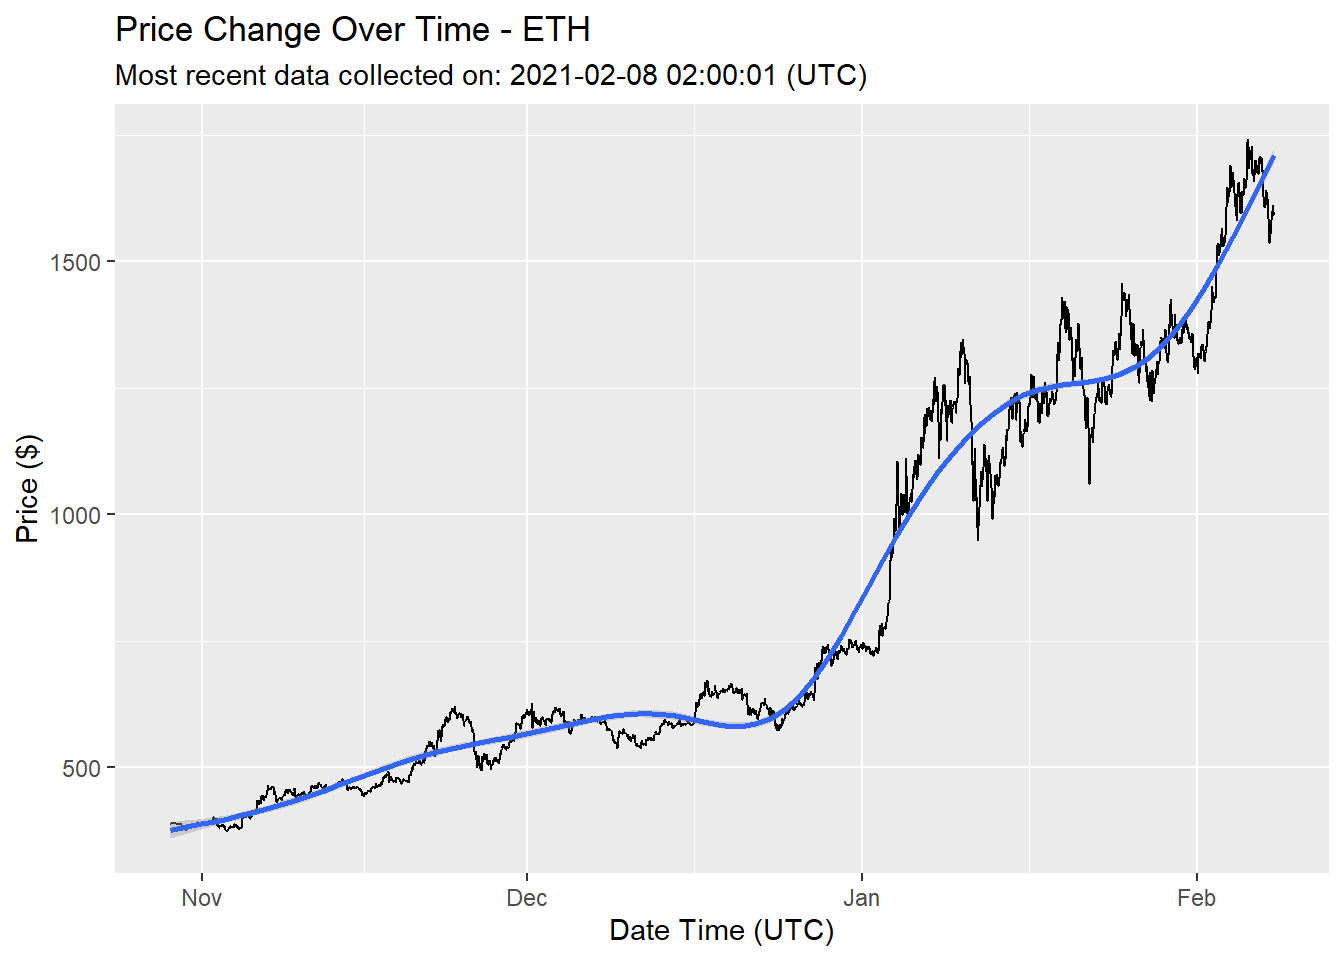 Price Change Over Time - ETH
Most recent data collected on: 2021-02-08 02:00:01 (UTC)
Price ($)
1500
1000
500
Nov
Dec
Jan
Feb
Date Time (UTC)